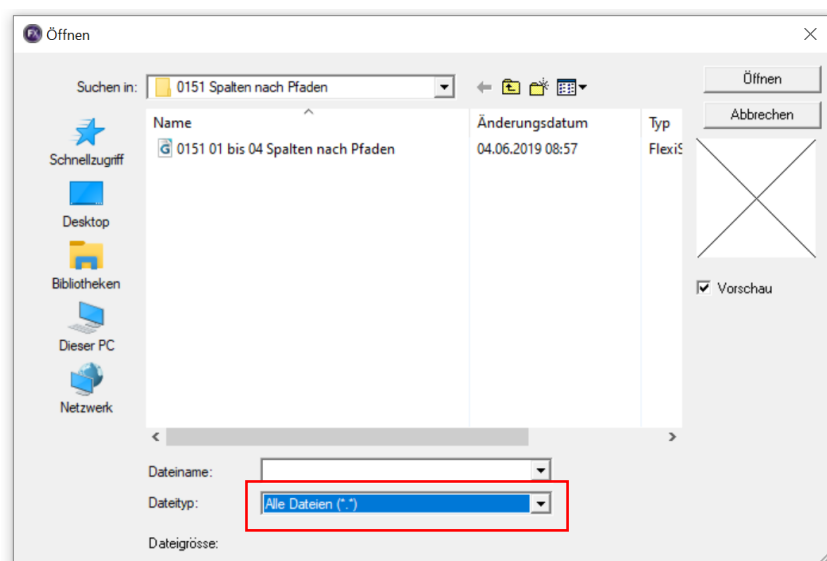 Öffnen
Suchen in: 0151 Spalten nach Pfaden
Öffnen
Abbrechen
Name Änderungsdatum Typ
0151 01 bis 04 Spalten nach Pfaden 04.06.2019 08:57 FlexiS
Schnellzugriff
Desktop
Bibliotheken
Dieser PC
Netzwerk
Vorschau
Dateiname:
Dateityp: Alle Dateien (*.*)
Dateigrösse: